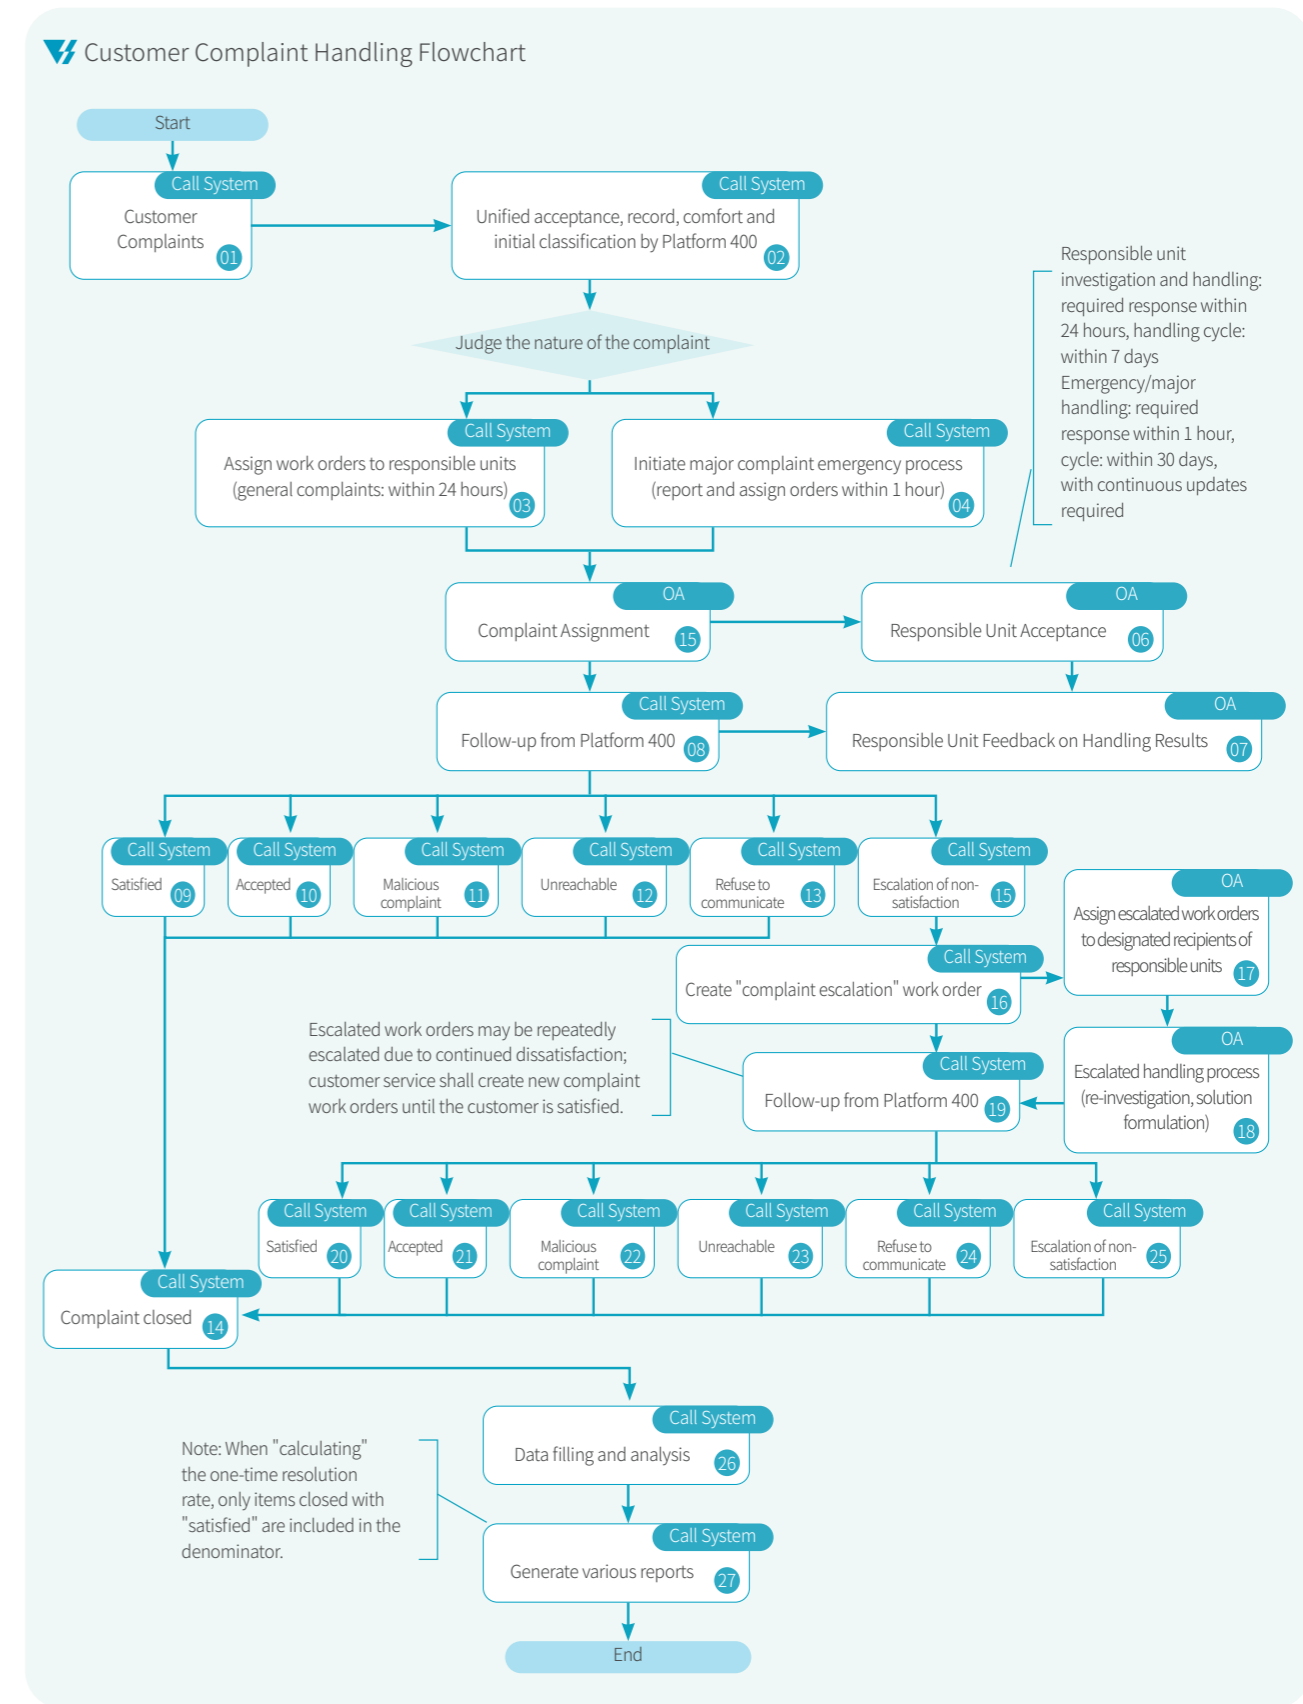 Customer Complaint Handling Flowchart
Start
Call System
Customer
Complaints
01
Call System
Unified acceptance, record, comfort and
initial classification by Platform 400
02
Judge the nature of the complaint
Responsible unit
investigation and handling:
required response within
24 hours, handling cycle:
within 7 days
Emergency/major
handling: required
response within 1 hour,
cycle: within 30 days,
with continuous updates
required
Call System
Assign work orders to responsible units
(general complaints: within 24 hours)
03
Call System
Initiate major complaint emergency process
(report and assign orders within 1 hour)
04
OA
Complaint Assignment
15
OA
Responsible Unit Acceptance
06
Call System
Follow-up from Platform 400
08
OA
Responsible Unit Feedback on Handling Results
07
Call System
Satisfied
09
Call System
Accepted
10
Call System
Malicious
complaint
11
Call System
Unreachable
12
Call System
Refuse to
communicate
13
Call System
Escalation of non-
satisfaction
15
OA
Assign escalated work orders
to designated recipients of
responsible units
17
Call System
Create "complaint escalation" work order
16
Escalated work orders may be repeatedly
escalated due to continued dissatisfaction;
customer service shall create new complaint
work orders until the customer is satisfied.
OA
Escalated handling process
(re-investigation, solution
formulation)
18
Call System
Follow-up from Platform 400
19
Call System
Satisfied
20
Call System
Accepted
21
Call System
Malicious
complaint
22
Call System
Unreachable
23
Call System
Refuse to
communicate
24
Call System
Escalation of non-
satisfaction
25
Call System
Complaint closed
14
Call System
Data filling and analysis
26
Note: When "calculating"
the one-time resolution
rate, only items closed with
"satisfied" are included in the
denominator.
Call System
Generate various reports
27
End